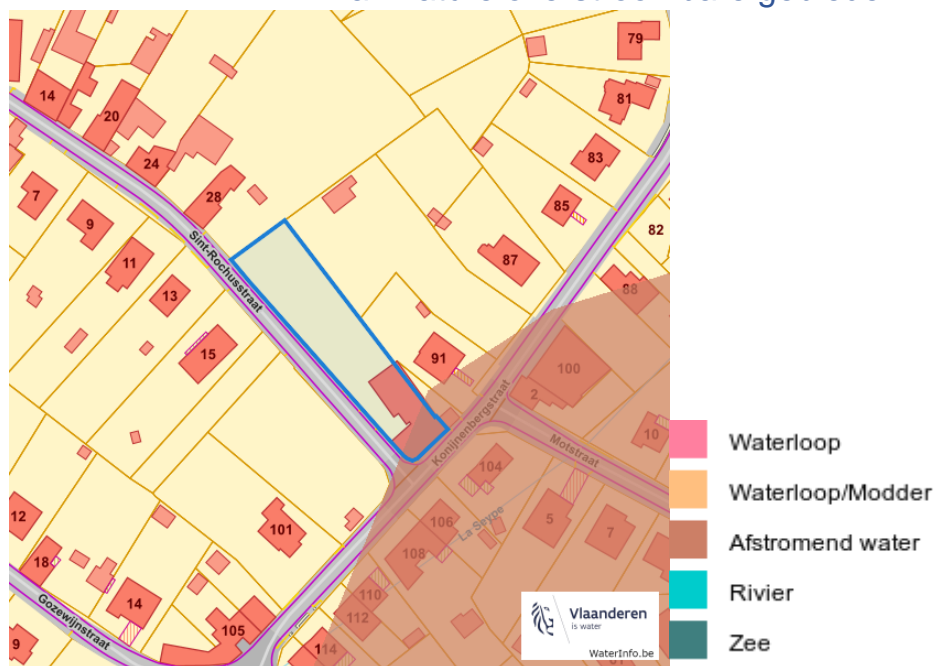 79
14
81
20
83
24
28
85
7
82
9
87
11
Sint-Rochusstraat
88
13
15
91
100
2
Konijnenbergstraat
Motstraat
10
104
La Seype
12
101
106
5
7
108
18
110
14
112
Vlaanderen
is water
Gozewijnstraat
105
9
114
WaterInfo.be
Waterloop
Waterloop/Modder
Afstromend water
Rivier
Zee